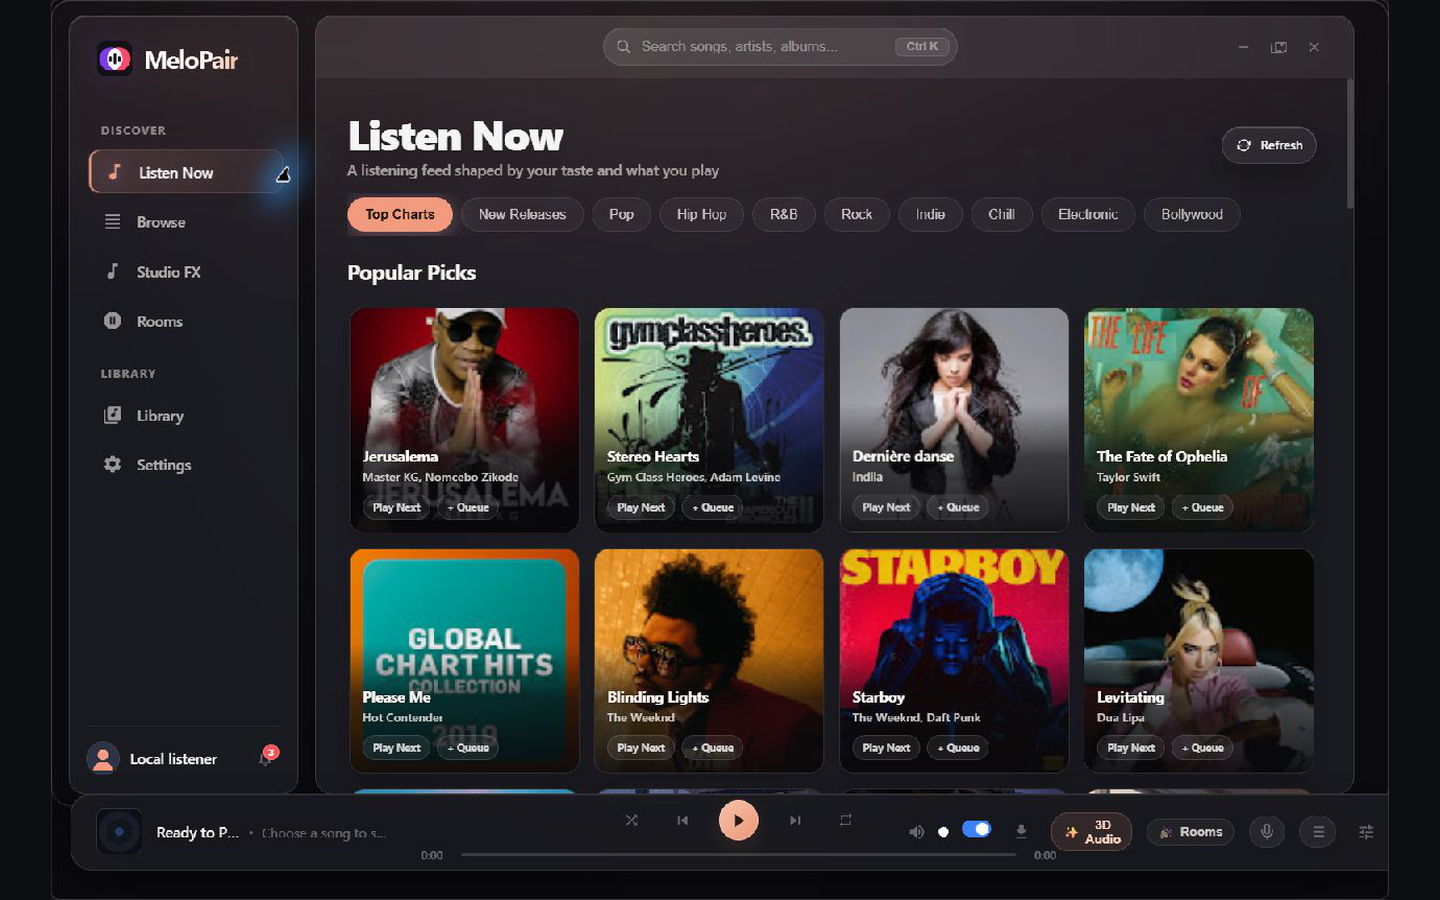 MeloPair
Search songs, artists, albums...
Ctrl K
DISCOVER
Listen Now
Browse
Studio FX
Rooms
LIBRARY
Library
Settings
Local listener
3
Listen Now
A listening feed shaped by your taste and what you play
Refresh
Top Charts
New Releases
Pop
Hip Hop
R&B
Rock
Indie
Chill
Electronic
Bollywood
Popular Picks
Jerusalema
Master KG, Nomcebo Zikode
JERUSALEMA
Play Next
+ Queue
gymclassheroes.
Stereo Hearts
Gym Class Heroes, Adam Levine
Play Next
+ Queue
Dernière danse
Indila
Play Next
+ Queue
THE LIFE
OF
The Fate of Ophelia
Taylor Swift
Play Next
+ Queue
GLOBAL
CHART HITS
COLLECTION
2018
Please Me
Hot Contender
Play Next
+ Queue
Blinding Lights
The Weeknd
Play Next
+ Queue
STARBOY
Starboy
The Weeknd, Daft Punk
Play Next
+ Queue
Levitating
Dua Lipa
Play Next
+ Queue
Ready to P... • Choose a song to s...
0:00
0:00
3D
Audio
Rooms